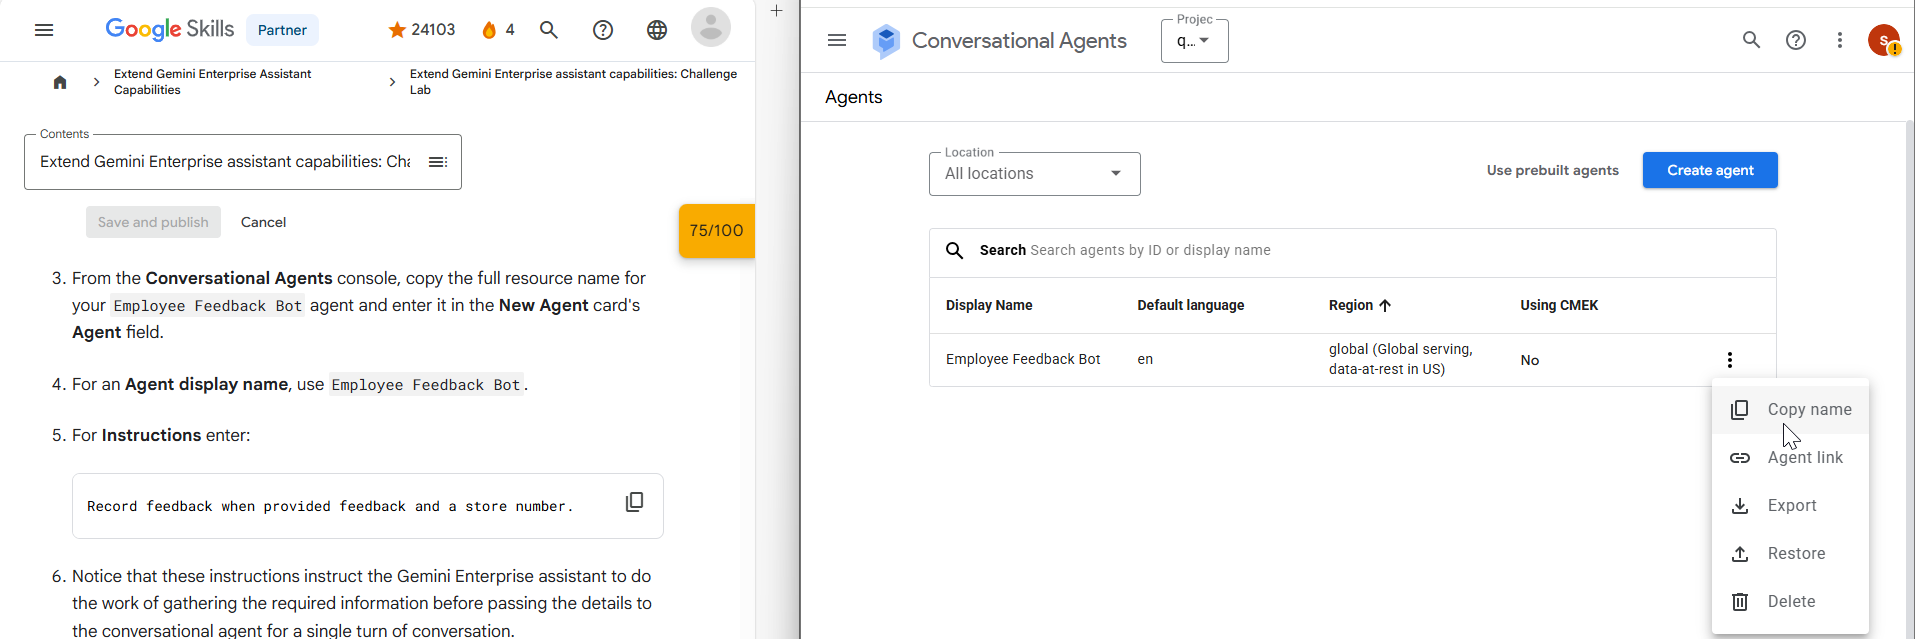 Google Skills
Partner
24103
4
Extend Gemini Enterprise Assistant
Capabilities
Extend Gemini Enterprise assistant capabilities: Challenge
Lab
Contents
Extend Gemini Enterprise assistant capabilities: Cha
Save and publish
Cancel
75/100
3. From the Conversational Agents console, copy the full resource name for
your Employee Feedback Bot agent and enter it in the New Agent card's
Agent field.
4. For an Agent display name, use Employee Feedback Bot.
5. For Instructions enter:
Record feedback when provided feedback and a store number.
6. Notice that these instructions instruct the Gemini Enterprise assistant to do
the work of gathering the required information before passing the details to
the conversational agent for a single turn of conversation.
Conversational Agents
Projec
q...
S
Agents
Location
All locations
Use prebuilt agents
Create agent
Search Search agents by ID or display name
Display Name
Default language
Region
Using CMEK
Employee Feedback Bot
en
global (Global serving,
data-at-rest in US)
No
Copy name
Agent link
Export
Restore
Delete